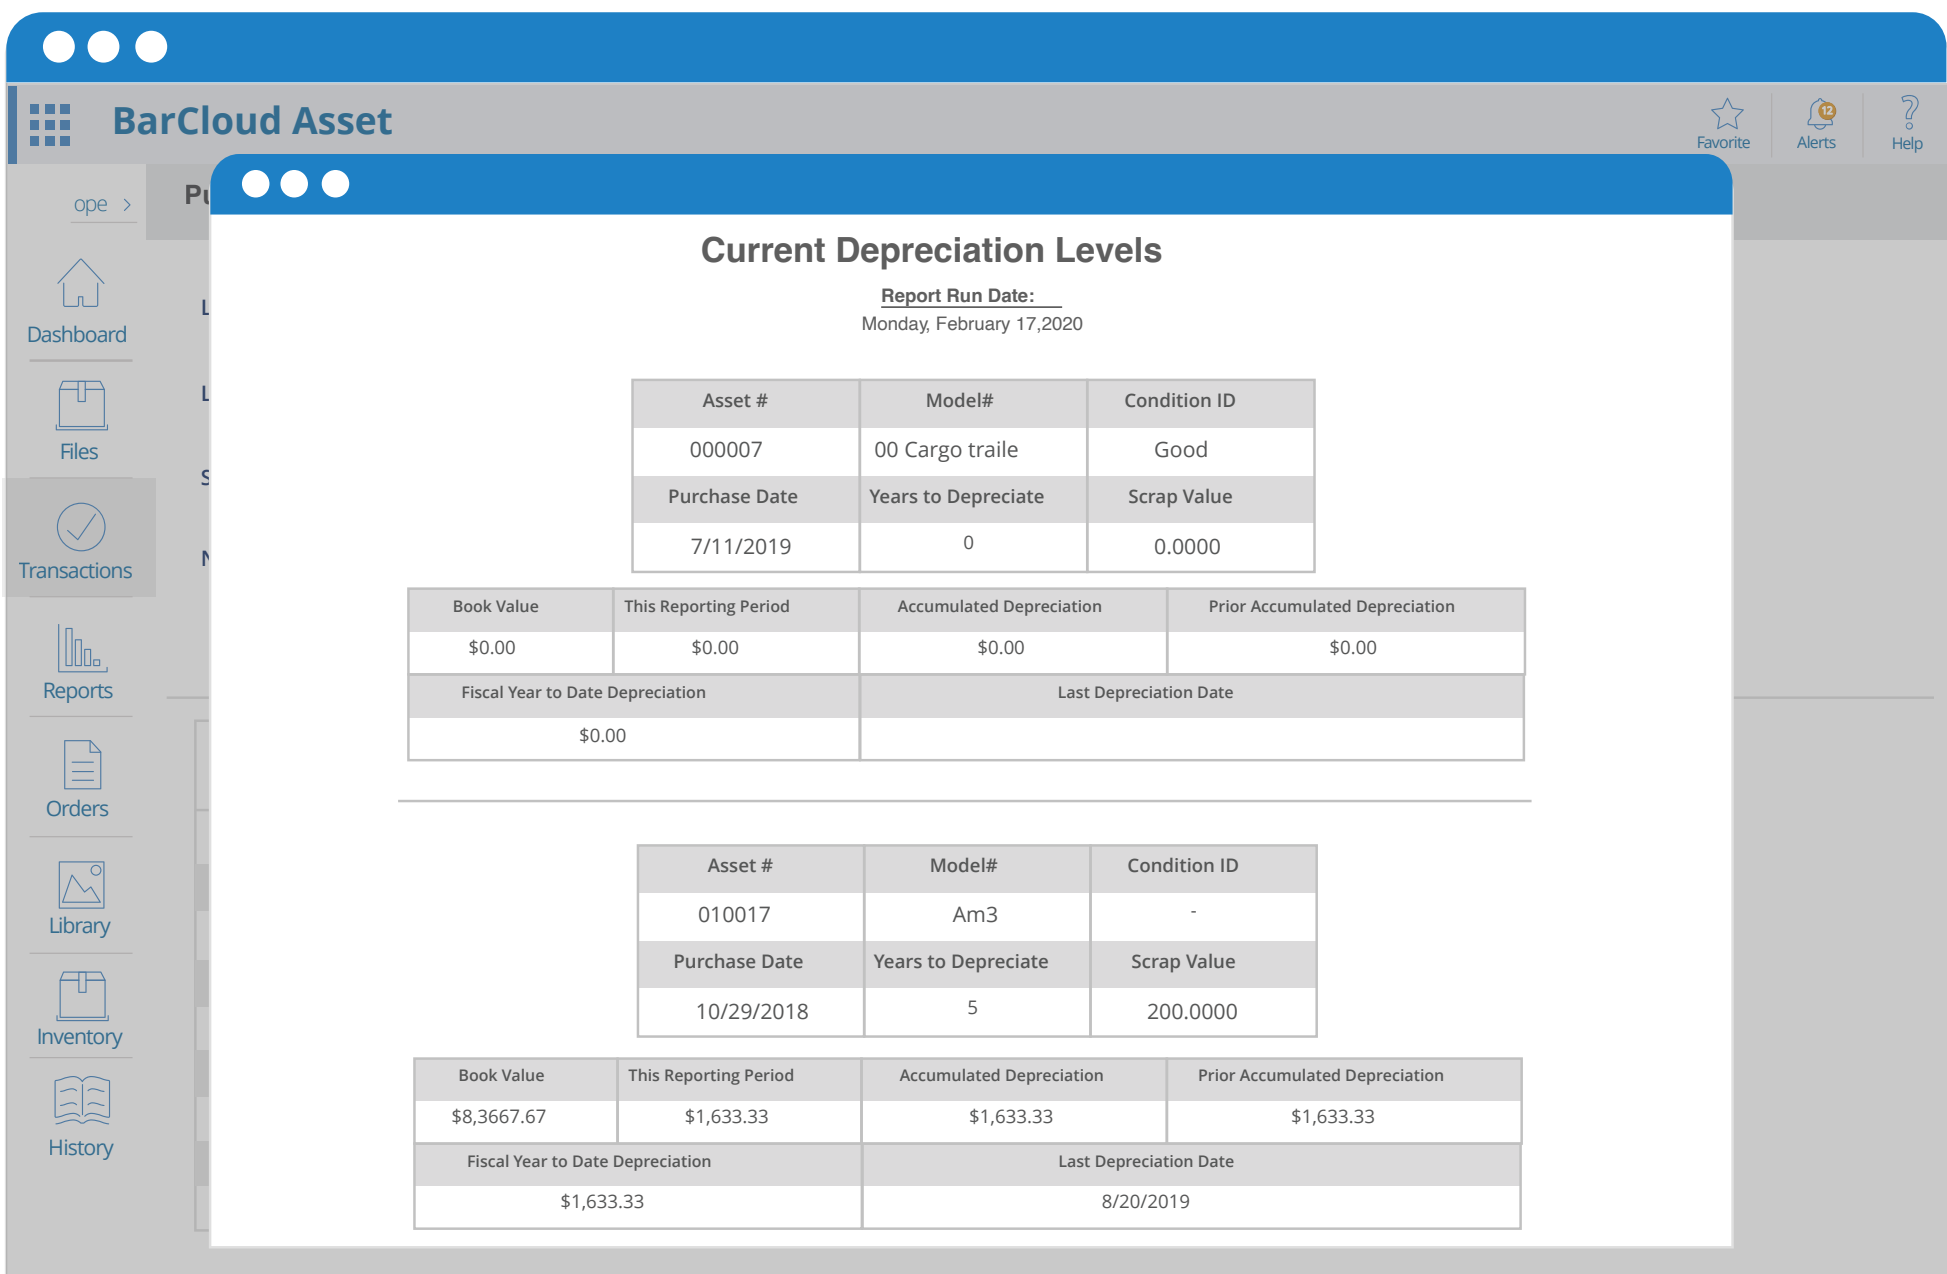 BarCloud Asset
Favorite
12
Alerts
Help
ope >
Dashboard
Files
Transactions
Reports
Orders
Library
Inventory
History
Current Depreciation Levels
Report Run Date:
Monday, February 17,2020
Asset # Model# Condition ID
000007 00 Cargo traile Good
Purchase Date Years to Depreciate Scrap Value
7/11/2019 0 0.0000
Book Value This Reporting Period Accumulated Depreciation Prior Accumulated Depreciation
$0.00 $0.00 $0.00 $0.00
Fiscal Year to Date Depreciation Last Depreciation Date
$0.00
Asset # Model# Condition ID
010017 Am3 -
Purchase Date Years to Depreciate Scrap Value
10/29/2018 5 200.0000
Book Value This Reporting Period Accumulated Depreciation Prior Accumulated Depreciation
$8,3667.67 $1,633.33 $1,633.33 $1,633.33
Fiscal Year to Date Depreciation Last Depreciation Date
$1,633.33 8/20/2019